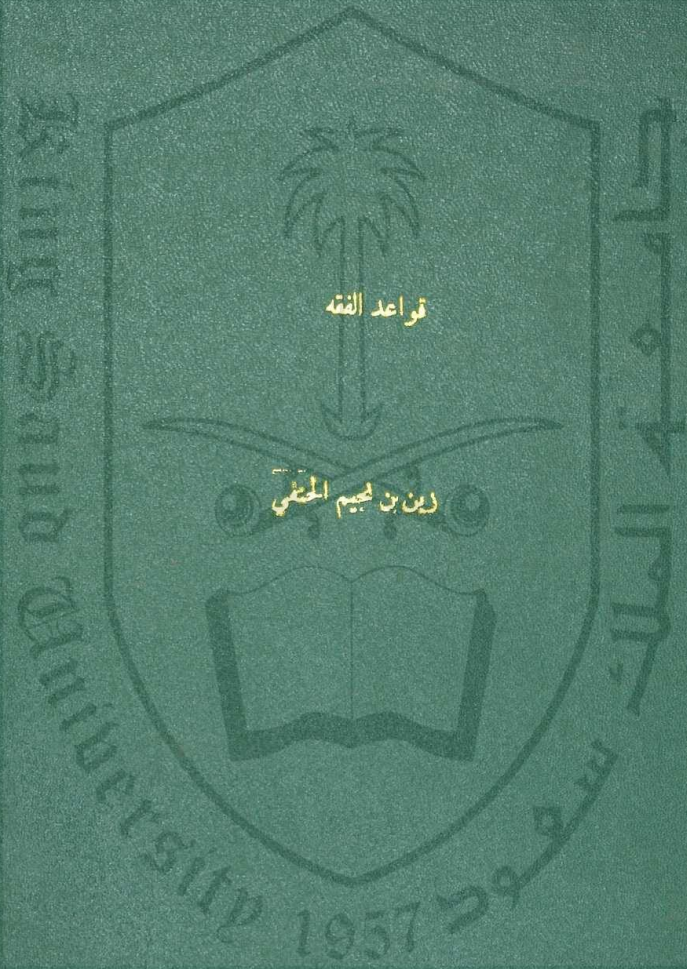 قواعد الفقه
زين بن نجيم الحنفي
جامعة الملك سعود
King Saud University 1957